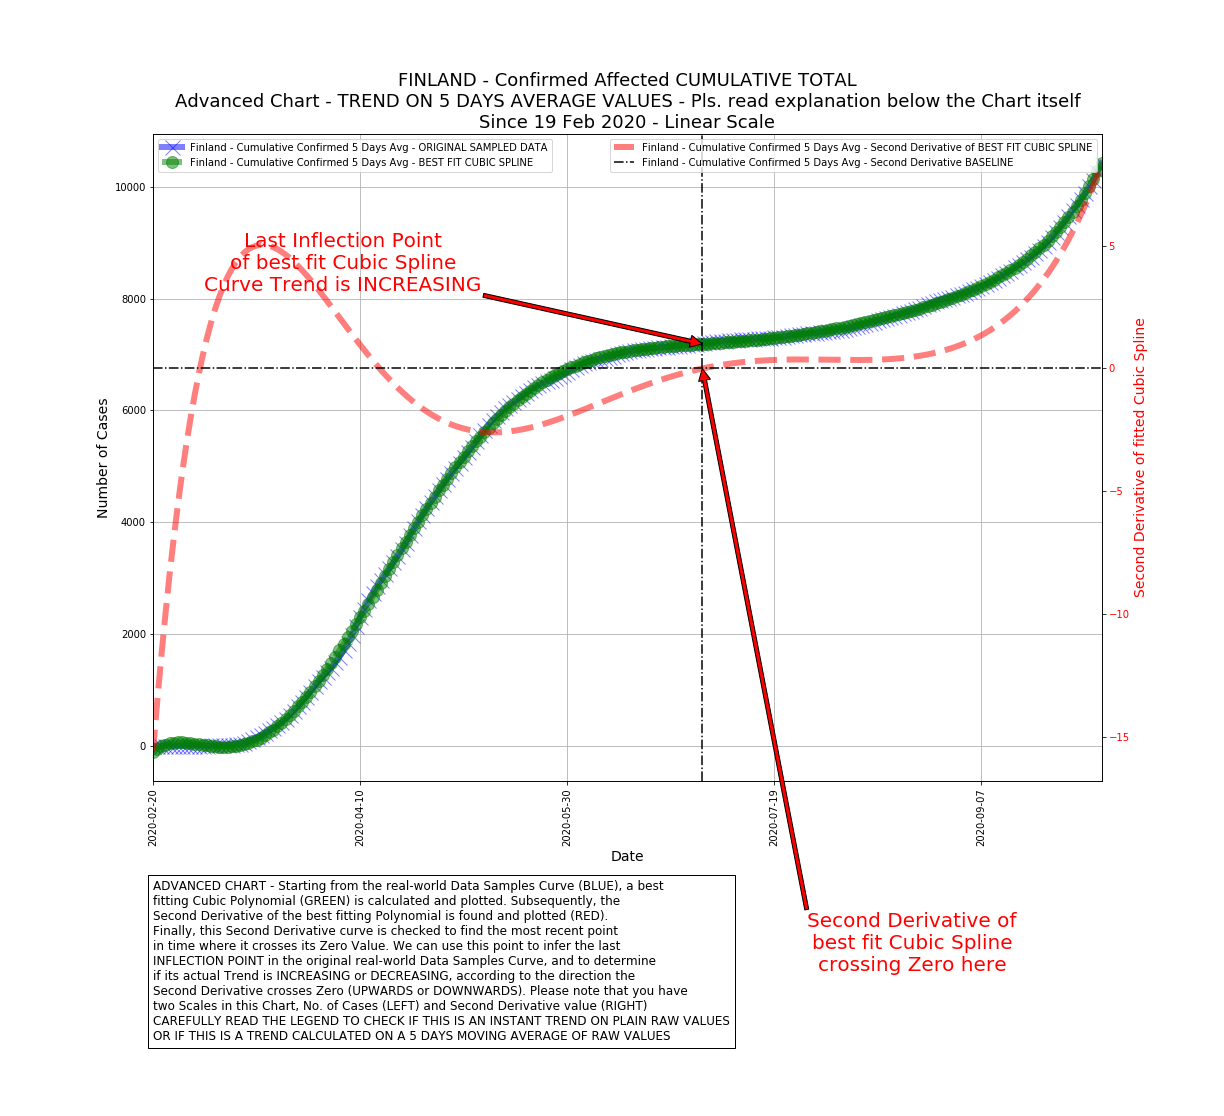 FINLAND - Confirmed Affected CUMULATIVE TOTAL
Advanced Chart - TREND ON 5 DAYS AVERAGE VALUES - Pls. read explanation below the Chart itself
Since 19 Feb 2020 - Linear Scale
Finland - Cumulative Confirmed 5 Days Avg - ORIGINAL SAMPLED DATA
Finland - Cumulative Confirmed 5 Days Avg - BEST FIT CUBIC SPLINE
Finland - Cumulative Confirmed 5 Days Avg - Second Derivative of BEST FIT CUBIC SPLINE
Finland - Cumulative Confirmed 5 Days Avg - Second Derivative BASELINE
Last Inflection Point
of best fit Cubic Spline
Curve Trend is INCREASING
Number of Cases
10000
8000
6000
4000
2000
0
5
0
−5
−10
−15
Second Derivative of fitted Cubic Spline
2020-02-20
2020-04-10
2020-05-30
2020-07-19
2020-09-07
Date
Second Derivative of
best fit Cubic Spline
crossing Zero here
ADVANCED CHART - Starting from the real-world Data Samples Curve (BLUE), a best
fitting Cubic Polynomial (GREEN) is calculated and plotted. Subsequently, the
Second Derivative of the best fitting Polynomial is found and plotted (RED).
Finally, this Second Derivative curve is checked to find the most recent point
in time where it crosses its Zero Value. We can use this point to infer the last
INFLECTION POINT in the original real-world Data Samples Curve, and to determine
if its actual Trend is INCREASING or DECREASING, according to the direction the
Second Derivative crosses Zero (UPWARDS or DOWNWARDS). Please note that you have
two Scales in this Chart, No. of Cases (LEFT) and Second Derivative value (RIGHT)
CAREFULLY READ THE LEGEND TO CHECK IF THIS IS AN INSTANT TREND ON PLAIN RAW VALUES
OR IF THIS IS A TREND CALCULATED ON A 5 DAYS MOVING AVERAGE OF RAW VALUES